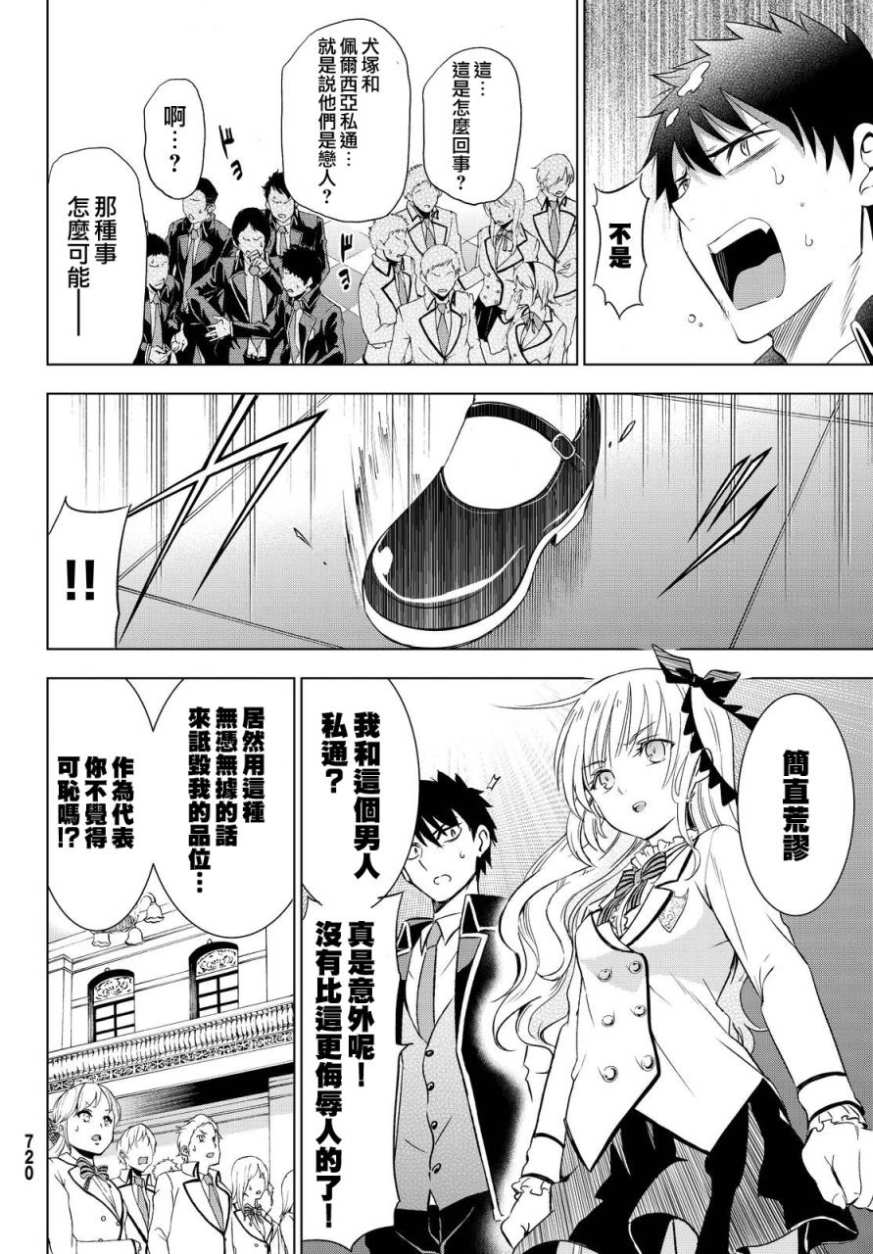 不是
這⋯
這是怎麼回事？
犬塚和
佩爾西亞私通⋯
就是説他們是戀人？
啊⋯？
那種事
怎麼可能——
!!
簡直荒謬
我和這個男人
私通？
真是意外呢！
沒有比這更侮辱人的了！
居然用這種
無憑無據的話
來詆毀我的品位⋯
作為代表
你不覺得
可恥嗎!?
720